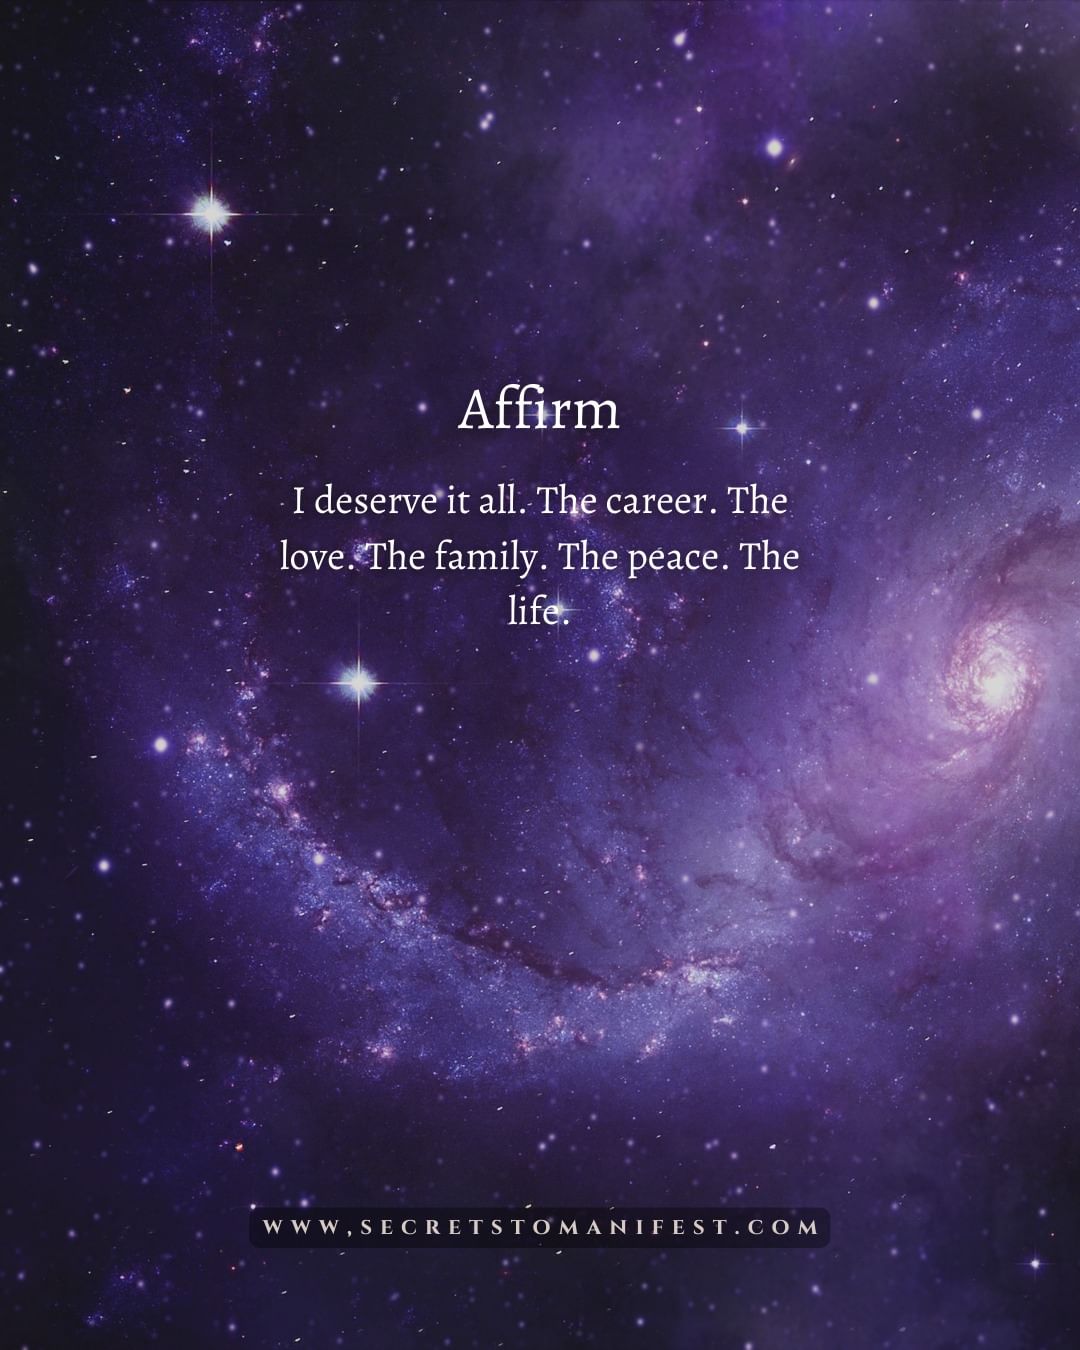 Affirm
I deserve it all. The career. The
love. The family. The peace. The
life.
WWW,SECRETSTOMANIFEST.COM